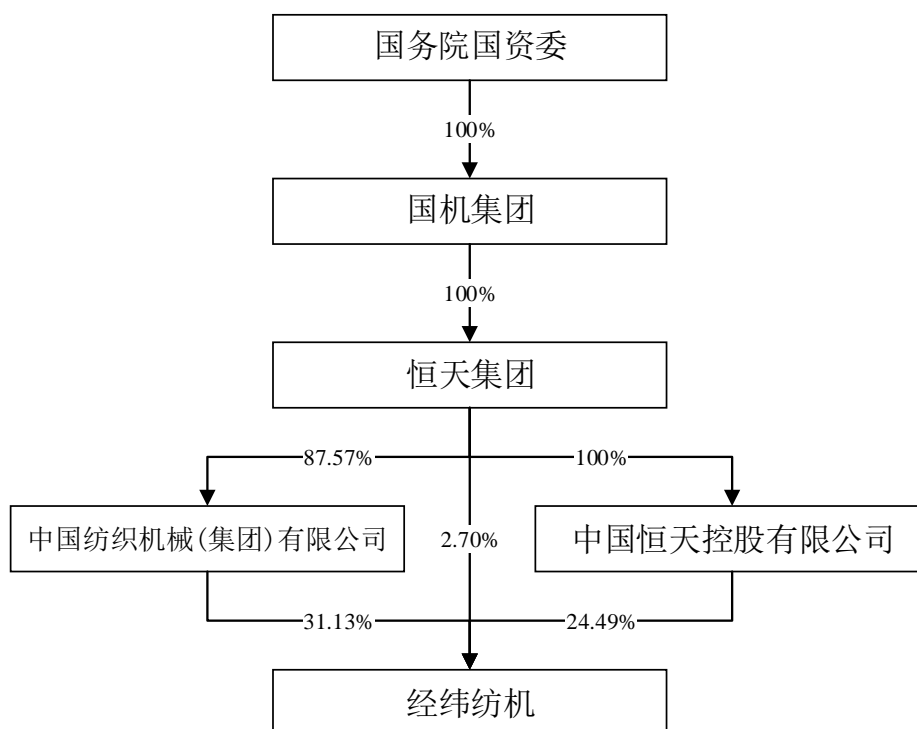 国务院国资委
100%
国机集团
100%
恒天集团
87.57%
100%
中国纺织机械(集团)有限公司
2.70%
中国恒天控股有限公司
31.13%
24.49%
经纬纺机